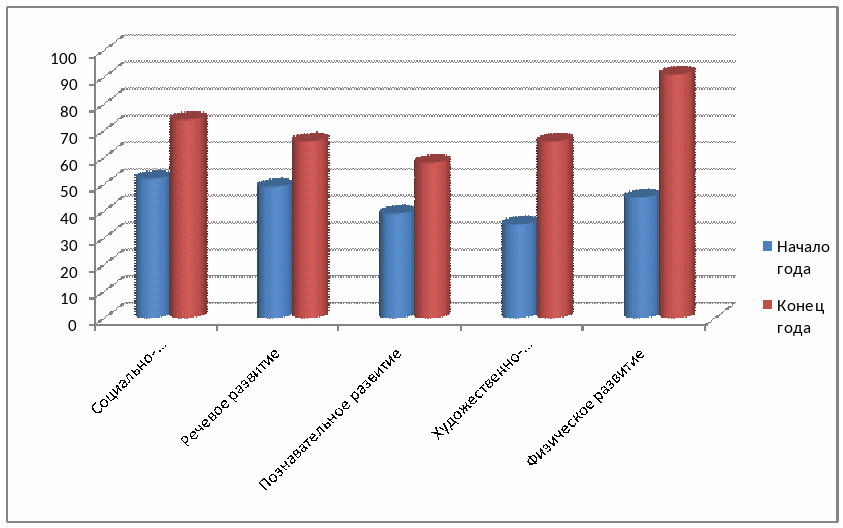 100
90
80
70
60
50
40
30
20
10
0
Социально-...
Речевое развитие
Познавательное развитие
Художественно-...
Физическое развитие
Начало
года
Конец
года